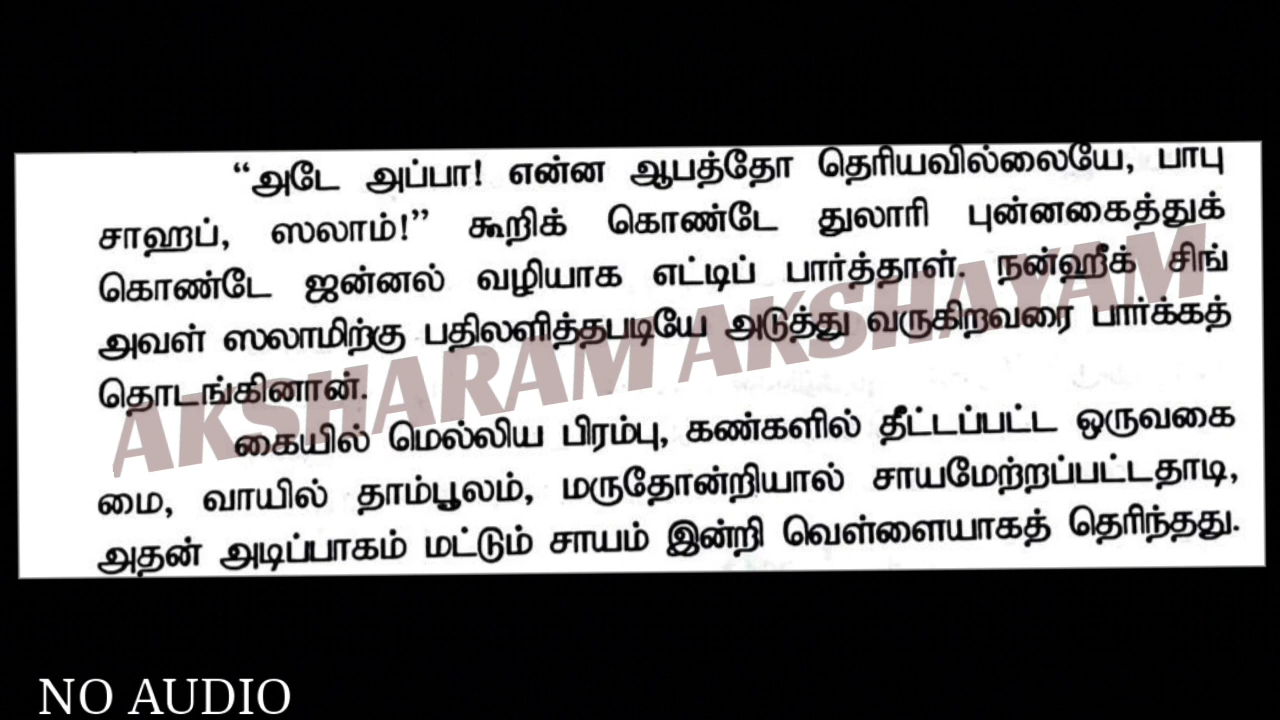 “அடே அப்பா! என்ன ஆபத்தோ தெரியவில்லையே, பாபு
சாஹப், ஸலாம்!” கூறிக் கொண்டே துலாரி புன்னகைத்துக்
கொண்டே ஜன்னல் வழியாக எட்டிப் பார்த்தாள். நன்ஹீக் சிங்
அவள் ஸலாமிற்கு பதிலளித்தபடியே அடுத்து வருகிறவரை பார்க்கத்
தொடங்கினான்.
கையில் மெல்லிய பிரம்பு, கண்களில் தீட்டப்பட்ட ஒருவகை
மை, வாயில் தாம்பூலம், மருதோன்றியால் சாயமேற்றப்பட்டதாடி,
அதன் அடிப்பாகம் மட்டும் சாயம் இன்றி வெள்ளையாகத் தெரிந்தது.
AKSHARAM AKSHAYAM
NO AUDIO